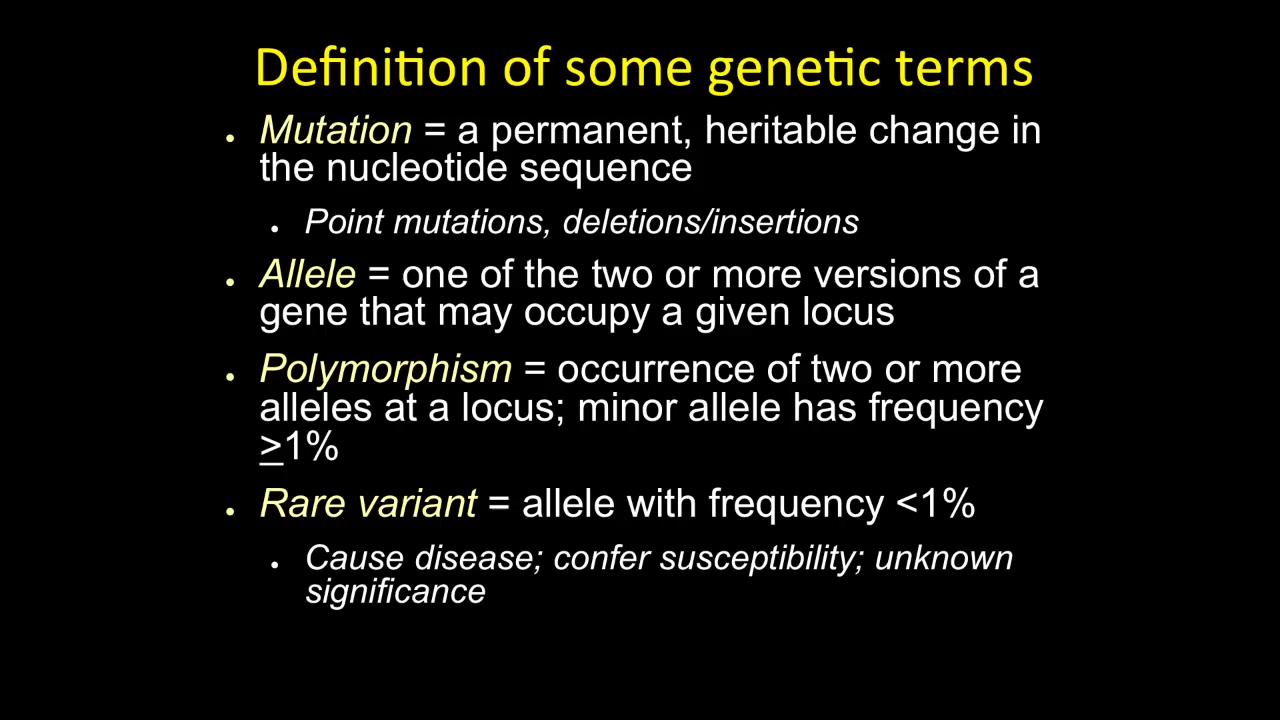 Definition of some genetic terms
• Mutation = a permanent, heritable change in
the nucleotide sequence
• Point mutations, deletions/insertions
• Allele = one of the two or more versions of a
gene that may occupy a given locus
• Polymorphism = occurrence of two or more
alleles at a locus; minor allele has frequency
≥1%
• Rare variant = allele with frequency <1%
• Cause disease; confer susceptibility; unknown
significance